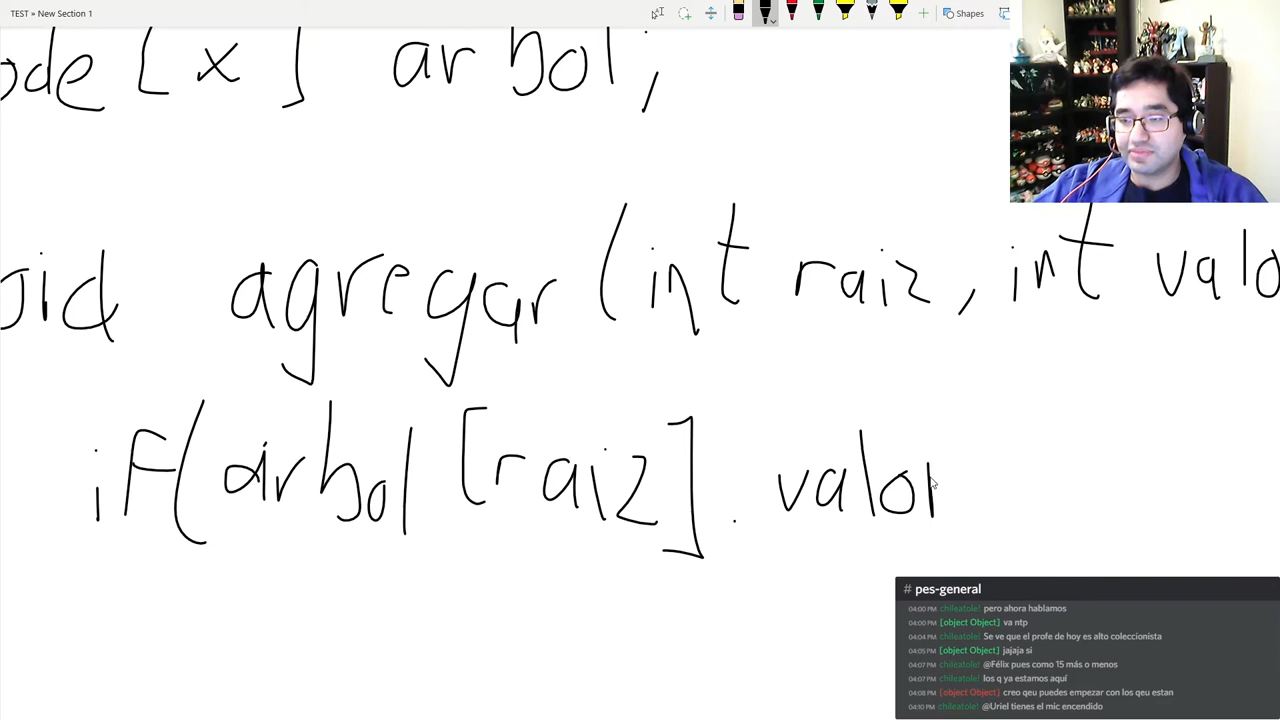 TEST » New Section 1
Shapes
ode [ x ] arbol;
oid agregar (int raiz, int valo
if(arbol [raiz]. valor
# pes-general
04:00 PM chileatole! pero ahora hablamos
04:00 PM [object Object] va ntp
04:04 PM chileatole! Se ve que el profe de hoy es alto coleccionista
04:05 PM [object Object] jajaja si
04:07 PM chileatole! @Félix pues como 15 más o menos
04:07 PM chileatole! los q ya estamos aquí
04:08 PM [object Object] creo qeu puedes empezar con los qeu estan
04:10 PM chileatole! @Uriel tienes el mic encendido